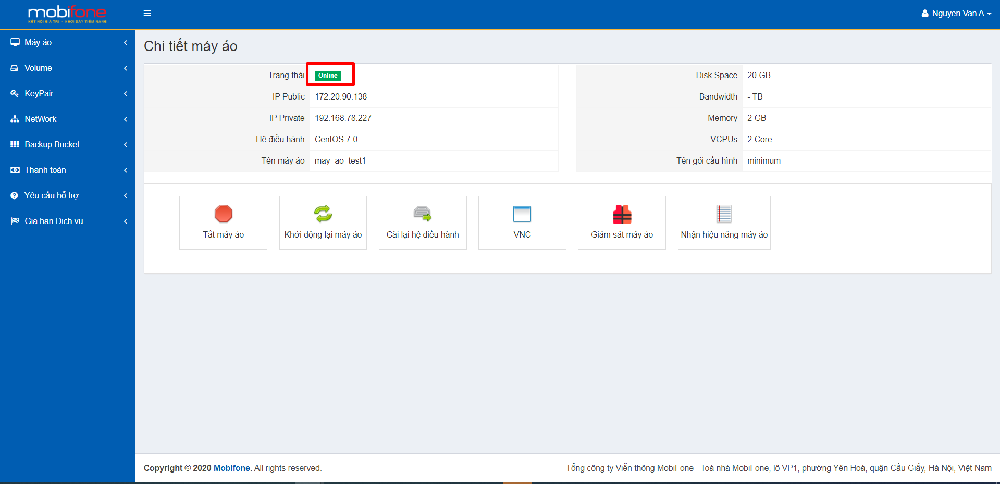 mobifone
KẾT NỐI GIÁ TRỊ - KHƠI DẬY TIỀM NĂNG
Nguyen Van A
Máy ảo
Volume
KeyPair
NetWork
Backup Bucket
Thanh toán
Yêu cầu hỗ trợ
Gia hạn Dịch vụ
Chi tiết máy ảo
Trạng thái Online
IP Public 172.20.90.138
IP Private 192.168.78.227
Hệ điều hành CentOS 7.0
Tên máy ảo may_ao_test1
Disk Space 20 GB
Bandwidth - TB
Memory 2 GB
VCPUs 2 Core
Tên gói cấu hình minimum
Tắt máy ảo
Khởi động lại máy ảo
Cài lại hệ điều hành
VNC
Giám sát máy ảo
Nhận hiệu năng máy ảo
Copyright © 2020 Mobifone. All rights reserved.
Tổng công ty Viễn thông MobiFone - Toà nhà MobiFone, lô VP1, phường Yên Hoà, quận Cầu Giấy, Hà Nội, Việt Nam